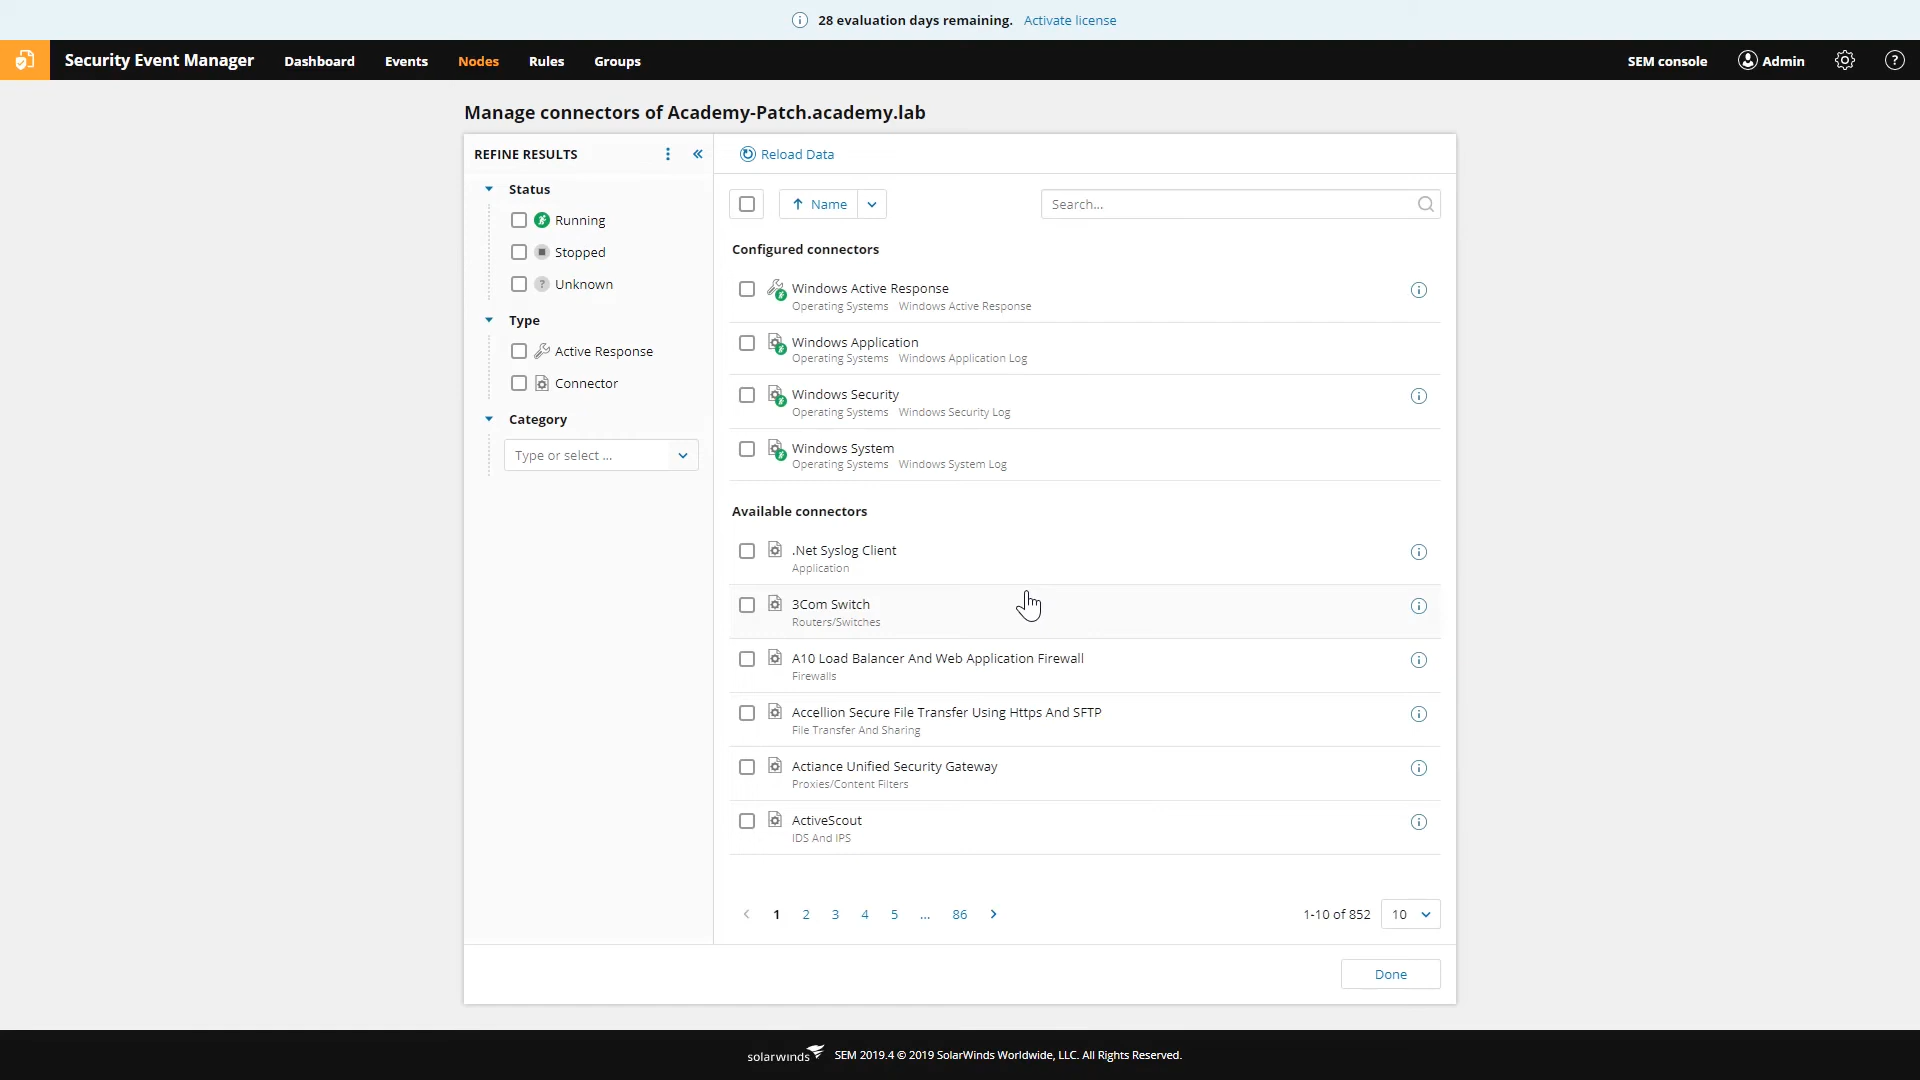 28 evaluation days remaining. Activate license
Security Event Manager Dashboard Events Nodes Rules Groups SEM console Admin ?
Manage connectors of Academy-Patch.academy.lab
REFINE RESULTS
Reload Data
Status
Running
Stopped
? Unknown
Type
Active Response
Connector
Category
Type or select ...
Name
Search...
Configured connectors
Windows Active Response
Operating Systems Windows Active Response
Windows Application
Operating Systems Windows Application Log
Windows Security
Operating Systems Windows Security Log
Windows System
Operating Systems Windows System Log
Available connectors
.Net Syslog Client
Application
3Com Switch
Routers/Switches
A10 Load Balancer And Web Application Firewall
Firewalls
Accellion Secure File Transfer Using Https And SFTP
File Transfer And Sharing
Actiance Unified Security Gateway
Proxies/Content Filters
ActiveScout
IDS And IPS
1 2 3 4 5 ... 86 1-10 of 852 10
Done
solarwinds SEM 2019.4 © 2019 SolarWinds Worldwide, LLC. All Rights Reserved.